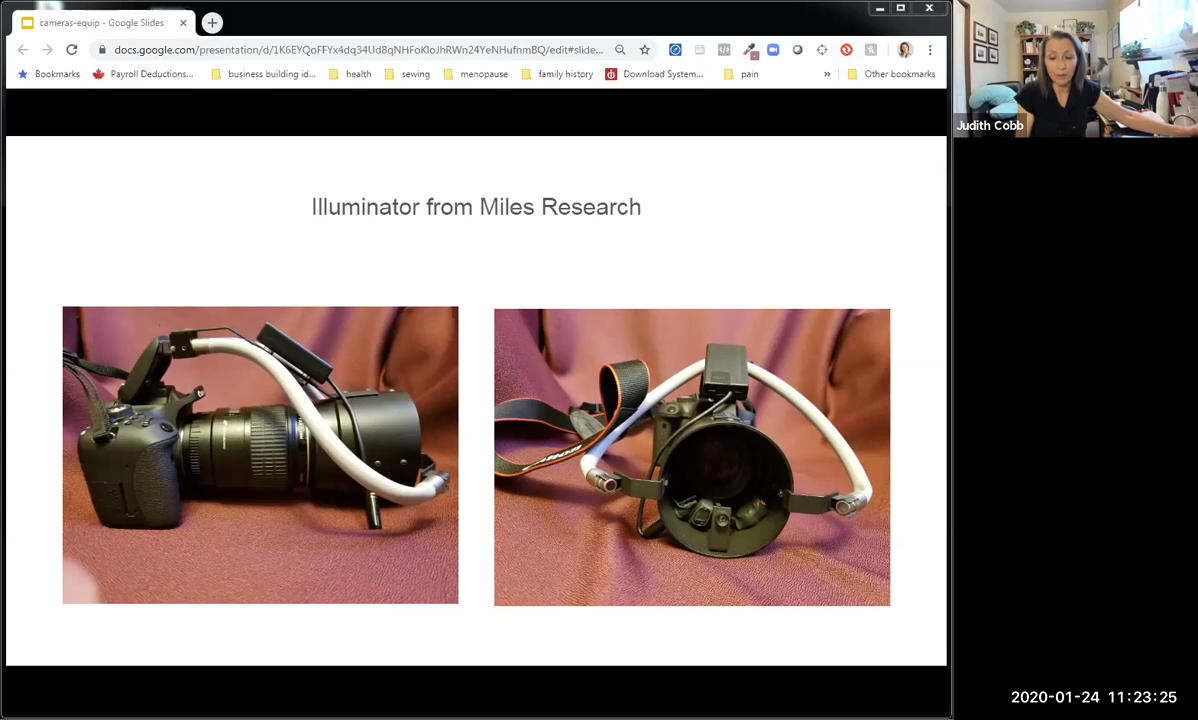 cameras-equip - Google Slides
docs.google.com/presentation/d/1K6EYQoFFYx4dq34Ud8qNHFoKloJhRWn24YeNHufnmBQ/edit#slide...
Bookmarks Payroll Deductions... business building id... health sewing menopause family history Download System... pain » Other bookmarks
Judith Cobb
Illuminator from Miles Research
2020-01-24 11:23:25